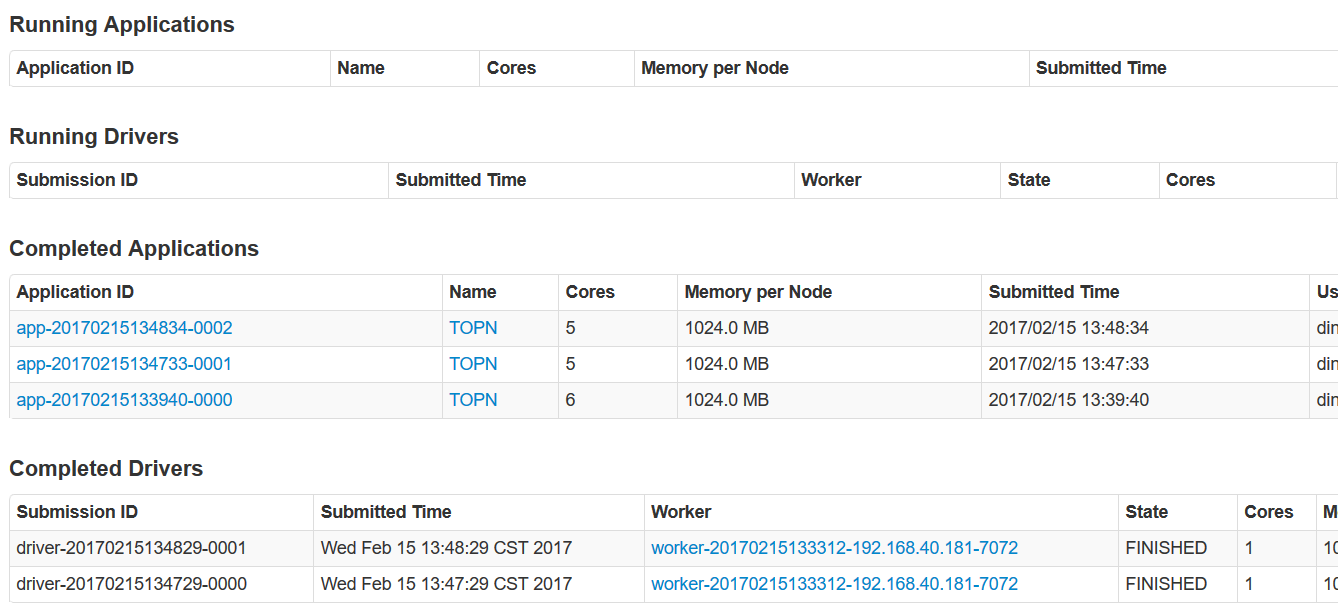 Running Applications
Application ID Name Cores Memory per Node Submitted Time
Running Drivers
Submission ID Submitted Time Worker State Cores
Completed Applications
Application ID Name Cores Memory per Node Submitted Time Us
app-20170215134834-0002 TOPN 5 1024.0 MB 2017/02/15 13:48:34 din
app-20170215134733-0001 TOPN 5 1024.0 MB 2017/02/15 13:47:33 din
app-20170215133940-0000 TOPN 6 1024.0 MB 2017/02/15 13:39:40 din
Completed Drivers
Submission ID Submitted Time Worker State Cores M
driver-20170215134829-0001 Wed Feb 15 13:48:29 CST 2017 worker-20170215133312-192.168.40.181-7072 FINISHED 1 10
driver-20170215134729-0000 Wed Feb 15 13:47:29 CST 2017 worker-20170215133312-192.168.40.181-7072 FINISHED 1 10